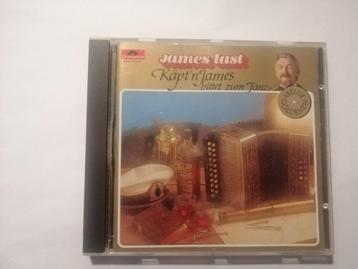 James Last
Käpt'n James
bittet zum Tanz